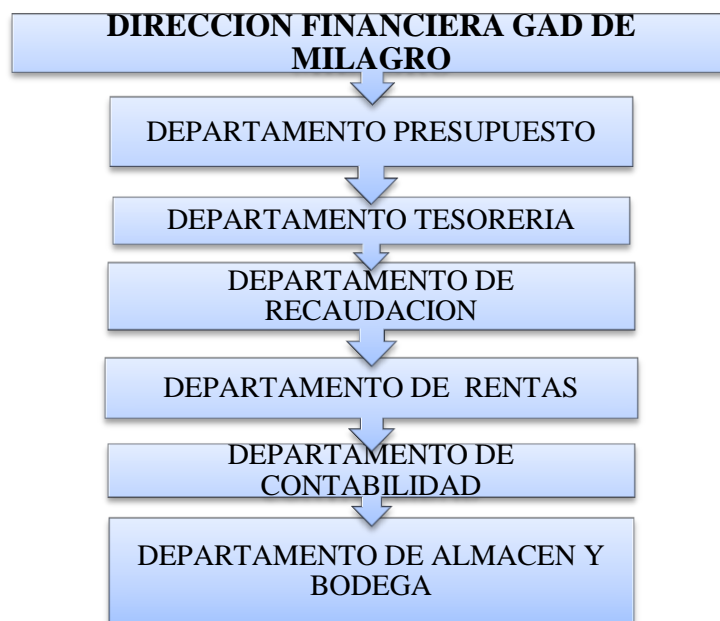 DIRECCION FINANCIERA GAD DE
MILAGRO
DEPARTAMENTO PRESUPUESTO
DEPARTAMENTO TESORERIA
DEPARTAMENTO DE
RECAUDACION
DEPARTAMENTO DE RENTAS
DEPARTAMENTO DE
CONTABILIDAD
DEPARTAMENTO DE ALMACEN Y
BODEGA